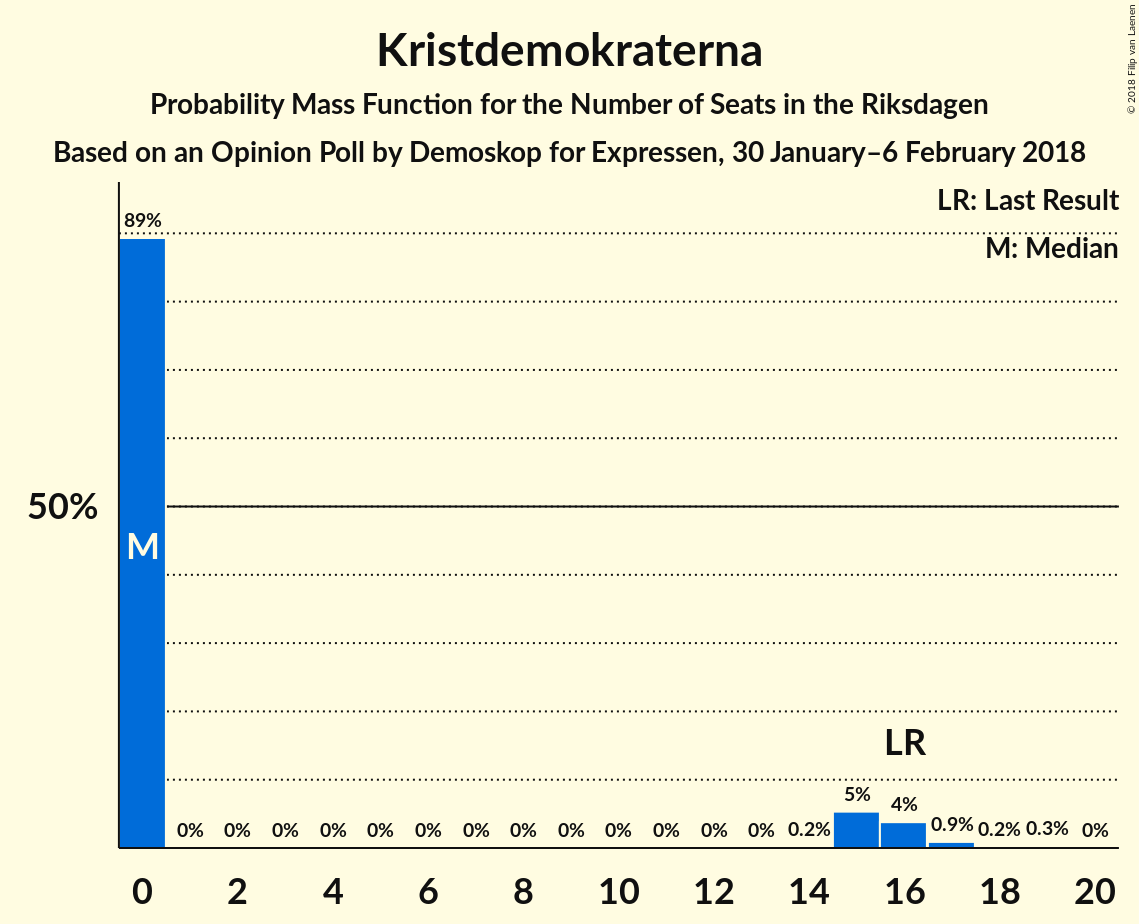 Kristdemokraterna
Probability Mass Function for the Number of Seats in the Riksdagen
Based on an Opinion Poll by Demoskop for Expressen, 30 January–6 February 2018
© 2018 Filip van Laenen
LR: Last Result
M: Median
89%
50%
M
LR
0% 0% 0% 0% 0% 0% 0% 0% 0% 0% 0% 0% 0% 0.2% 5% 4% 0.9% 0.2% 0.3% 0%
0 2 4 6 8 10 12 14 16 18 20